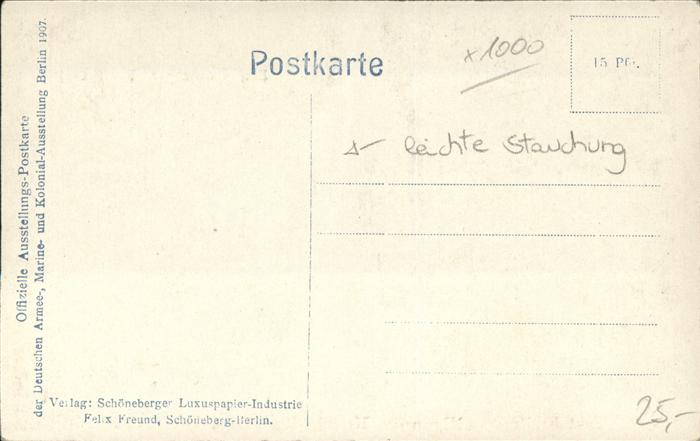 Postkarte
x1000
15 Pfg.
leichte Stauchung
Offizielle Ausstellungs-Postkarte
der Deutschen Armee-, Marine- und Kolonial-Ausstellung Berlin 1907.
Verlag: Schöneberger Luxuspapier-Industrie
Felix Freund, Schöneberg-Berlin.
25,-